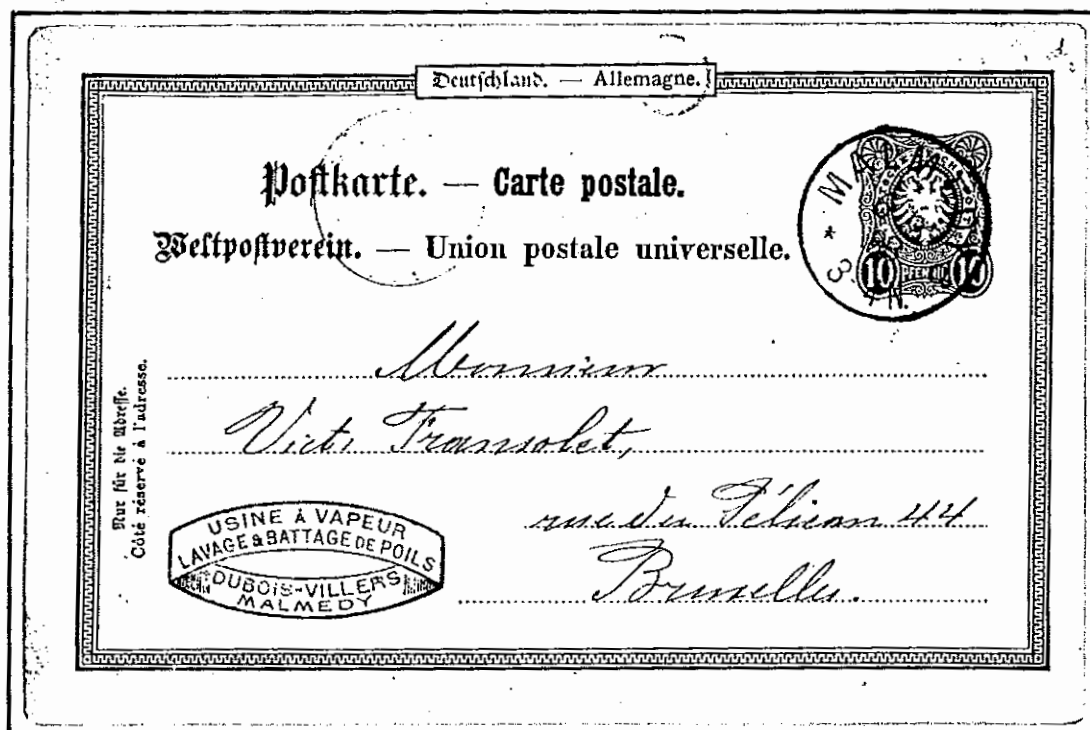 Deutschland. — Allemagne.
Postkarte. — Carte postale.
Weltpostverein. — Union postale universelle.
10 PFENNIG 10
Monsieur
Vict. Fransolet,
rue du Pélican 44
Bruxelles.
Nur für die Adresse.
Côté réservé à l'adresse.
USINE À VAPEUR
LAVAGE & BATTAGE DE POILS
DUBOIS-VILLERS
MALMEDY